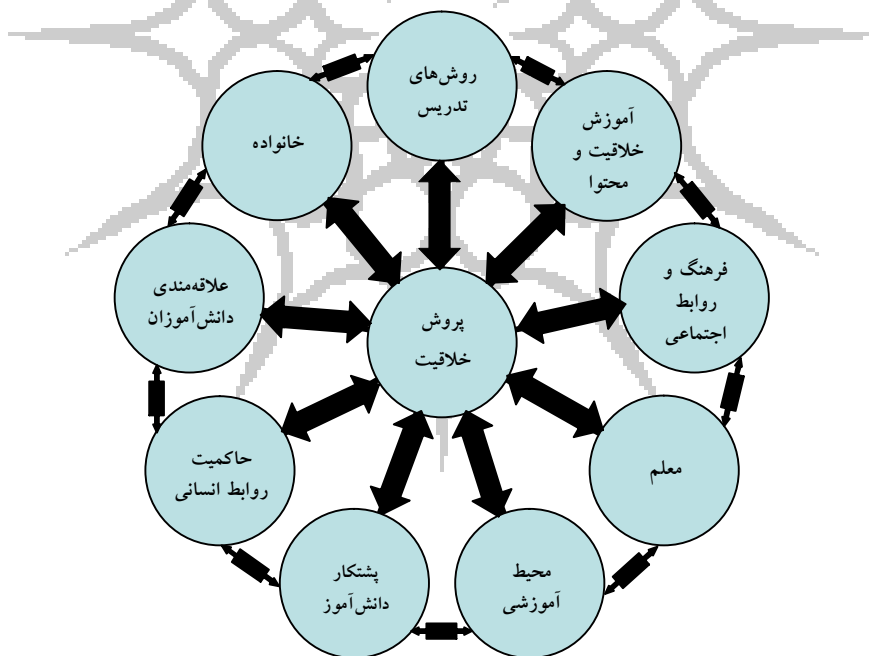 روش‌های
تدریس
آموزش
خلاقیت و
محتوا
فرهنگ و
روابط
اجتماعی
معلم
محیط
آموزشی
پشتکار
دانش‌آموز
حاکمیت
روابط انسانی
علاقه‌مندی
دانش‌آموزان
خانواده
پروش
خلاقیت